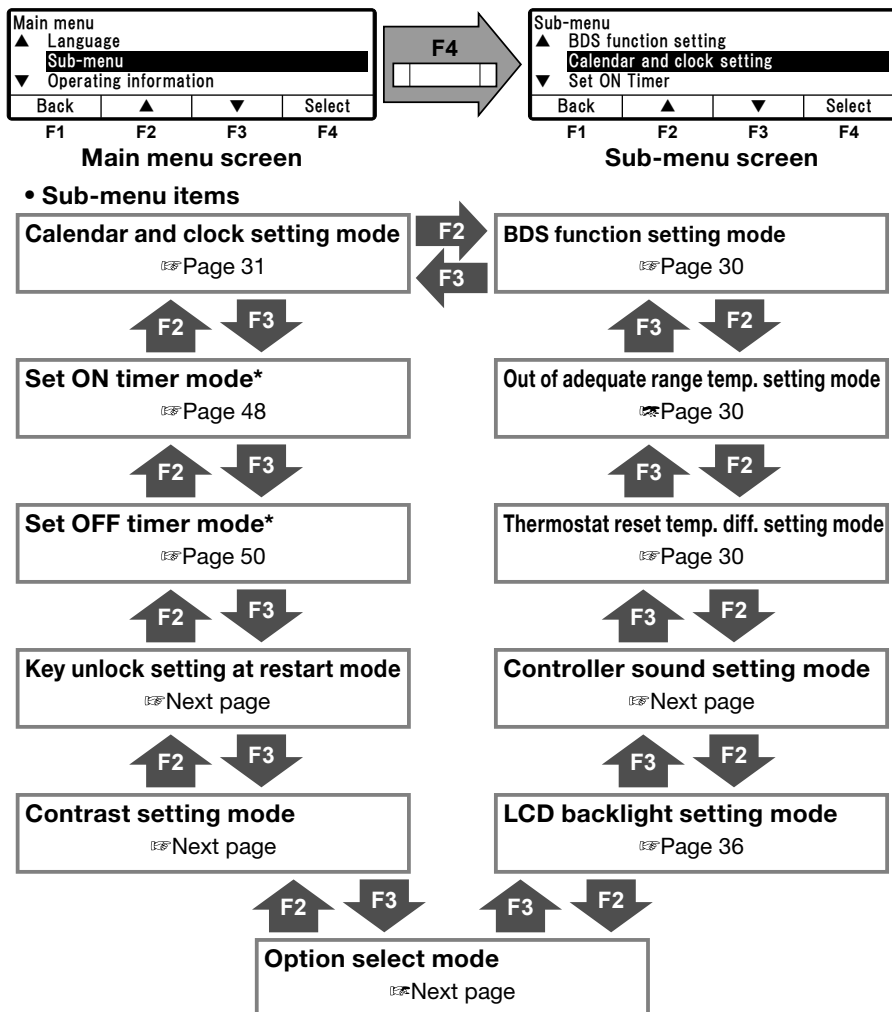 Main menu
▲ Language
Sub-menu
▼ Operating information
Back ▲ ▼ Select
F1 F2 F3 F4
Main menu screen
F4
Sub-menu
▲ BDS function setting
Calendar and clock setting
▼ Set ON Timer
Back ▲ ▼ Select
F1 F2 F3 F4
Sub-menu screen
• Sub-menu items
Calendar and clock setting mode
☞Page 31
F2
F3
BDS function setting mode
☞Page 30
F2 F3
F3 F2
Set ON timer mode*
☞Page 48
Out of adequate range temp. setting mode
☞Page 30
F2 F3
F3 F2
Set OFF timer mode*
☞Page 50
Thermostat reset temp. diff. setting mode
☞Page 30
F2 F3
F3 F2
Key unlock setting at restart mode
☞Next page
Controller sound setting mode
☞Next page
F2 F3
F3 F2
Contrast setting mode
☞Next page
LCD backlight setting mode
☞Page 36
F2 F3
F3 F2
Option select mode
☞Next page